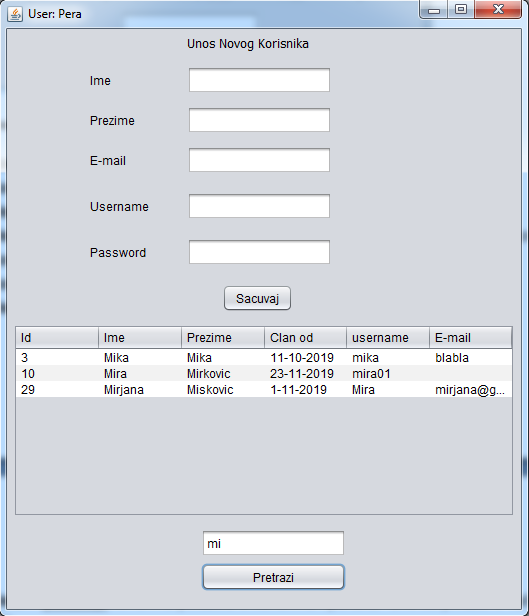 User: Pera
Unos Novog Korisnika
Ime
Prezime
E-mail
Username
Password
Sacuvaj
Id Ime Prezime Clan od username E-mail
3 Mika Mika 11-10-2019 mika blabla
10 Mira Mirkovic 23-11-2019 mira01
29 Mirjana Miskovic 1-11-2019 Mira mirjana@g...
mi
Pretrazi